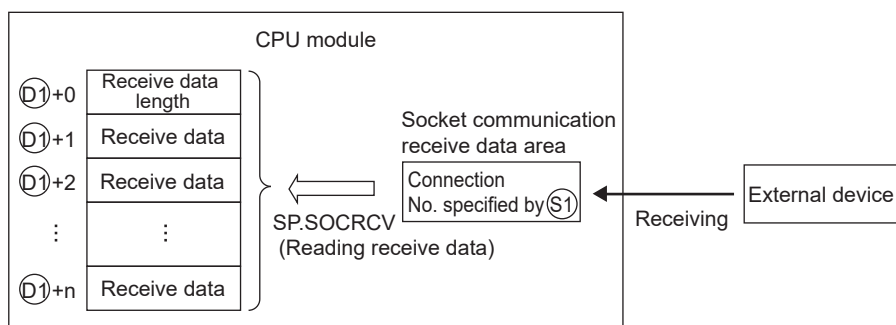 CPU module
D1+0
Receive data
length
D1+1
Receive data
D1+2
Receive data
⋮
⋮
D1+n
Receive data
SP.SOCRCV
(Reading receive data)
Socket communication
receive data area
Connection
No. specified by S1
Receiving
External device